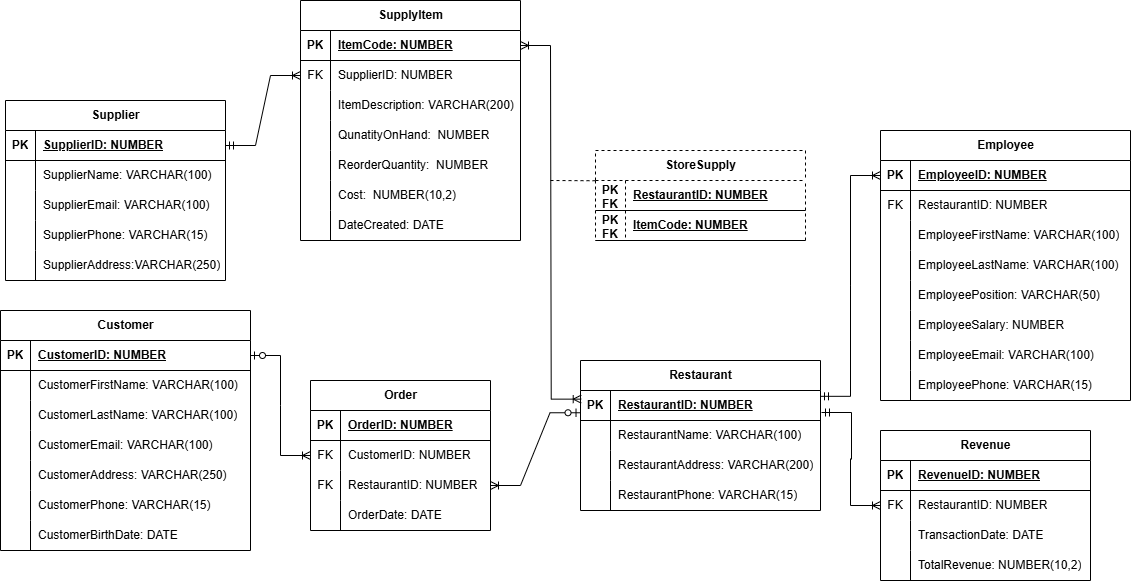 SupplyItem
PK ItemCode: NUMBER
FK SupplierID: NUMBER
ItemDescription: VARCHAR(200)
QunatityOnHand: NUMBER
ReorderQuantity: NUMBER
Cost: NUMBER(10,2)
DateCreated: DATE
Supplier
PK SupplierID: NUMBER
SupplierName: VARCHAR(100)
SupplierEmail: VARCHAR(100)
SupplierPhone: VARCHAR(15)
SupplierAddress:VARCHAR(250)
StoreSupply
PK
FK
RestaurantID: NUMBER
PK
FK
ItemCode: NUMBER
Employee
PK EmployeeID: NUMBER
FK RestaurantID: NUMBER
EmployeeFirstName: VARCHAR(100)
EmployeeLastName: VARCHAR(100)
EmployeePosition: VARCHAR(50)
EmployeeSalary: NUMBER
EmployeeEmail: VARCHAR(100)
EmployeePhone: VARCHAR(15)
Customer
PK CustomerID: NUMBER
CustomerFirstName: VARCHAR(100)
CustomerLastName: VARCHAR(100)
CustomerEmail: VARCHAR(100)
CustomerAddress: VARCHAR(250)
CustomerPhone: VARCHAR(15)
CustomerBirthDate: DATE
Order
PK OrderID: NUMBER
FK CustomerID: NUMBER
FK RestaurantID: NUMBER
OrderDate: DATE
Restaurant
PK RestaurantID: NUMBER
RestaurantName: VARCHAR(100)
RestaurantAddress: VARCHAR(200)
RestaurantPhone: VARCHAR(15)
Revenue
PK RevenueID: NUMBER
FK RestaurantID: NUMBER
TransactionDate: DATE
TotalRevenue: NUMBER(10,2)